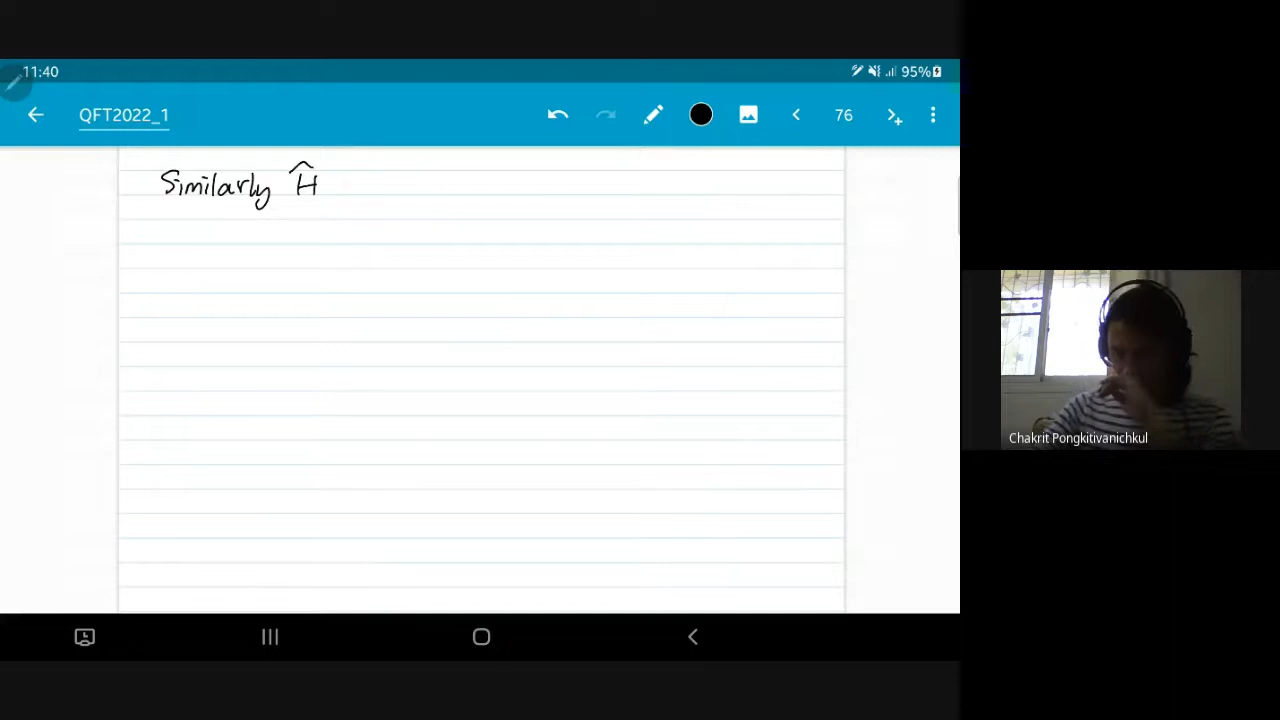 11:40
95%
QFT2022_1
76
Similarly Ĥ
Chakrit Pongkitivanichkul